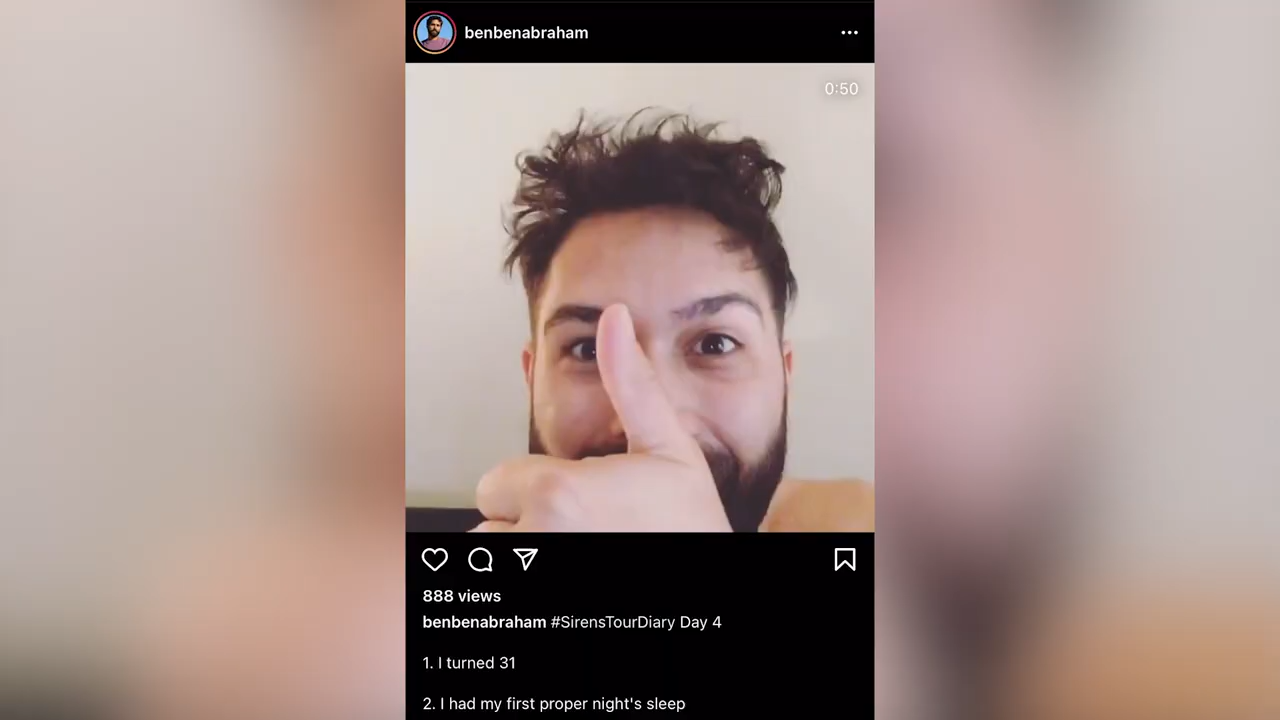 benbenabraham
0:50
888 views
benbenabraham #SirensTourDiary Day 4
1. I turned 31
2. I had my first proper night's sleep